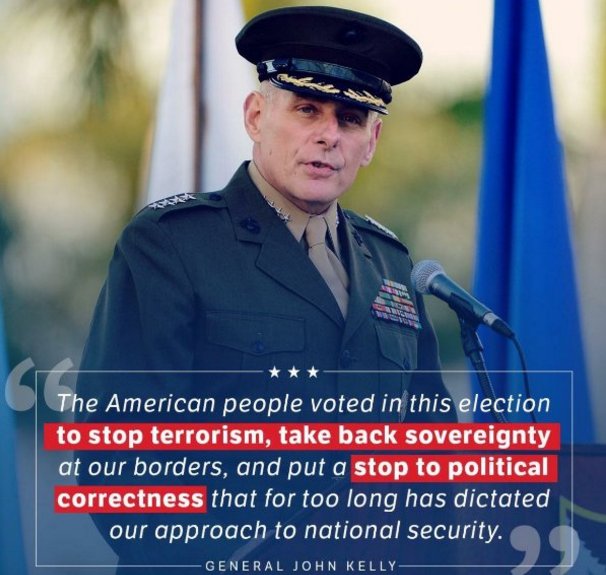 The American people voted in this election
to stop terrorism, take back sovereignty
at our borders, and put a stop to political
correctness that for too long has dictated
our approach to national security.
GENERAL JOHN KELLY